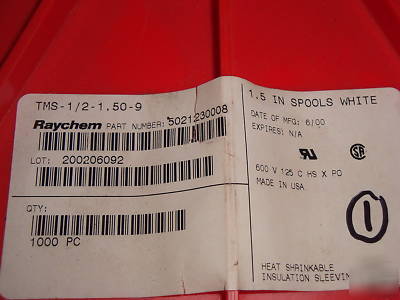 TMS-1/2-1.50-9
Raychem PART NUMBER: 5021230008
LOT: 200206092
QTY:
1000 PC
1.5 IN SPOOLS WHITE
DATE OF MFG: 6/00
EXPIRES: N/A
600 V 125 C HS X PO
MADE IN USA
1
HEAT SHRINKABLE
INSULATION SLEEVIN